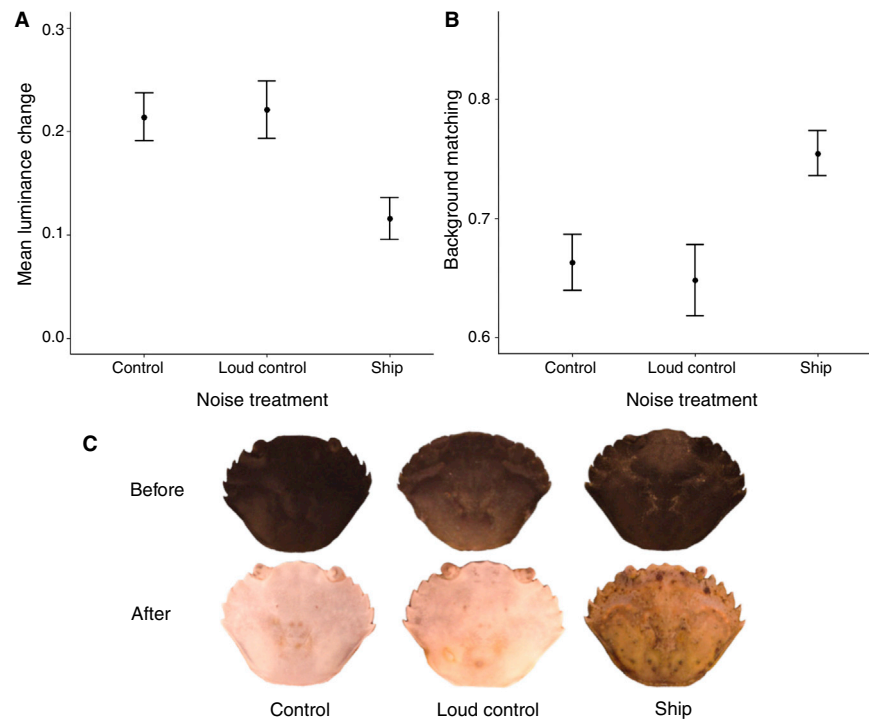 A
Mean luminance change
0.3
0.2
0.1
0.0
Control Loud control Ship
Noise treatment
B
Background matching
0.8
0.7
0.6
Control Loud control Ship
Noise treatment
C
Before
After
Control Loud control Ship